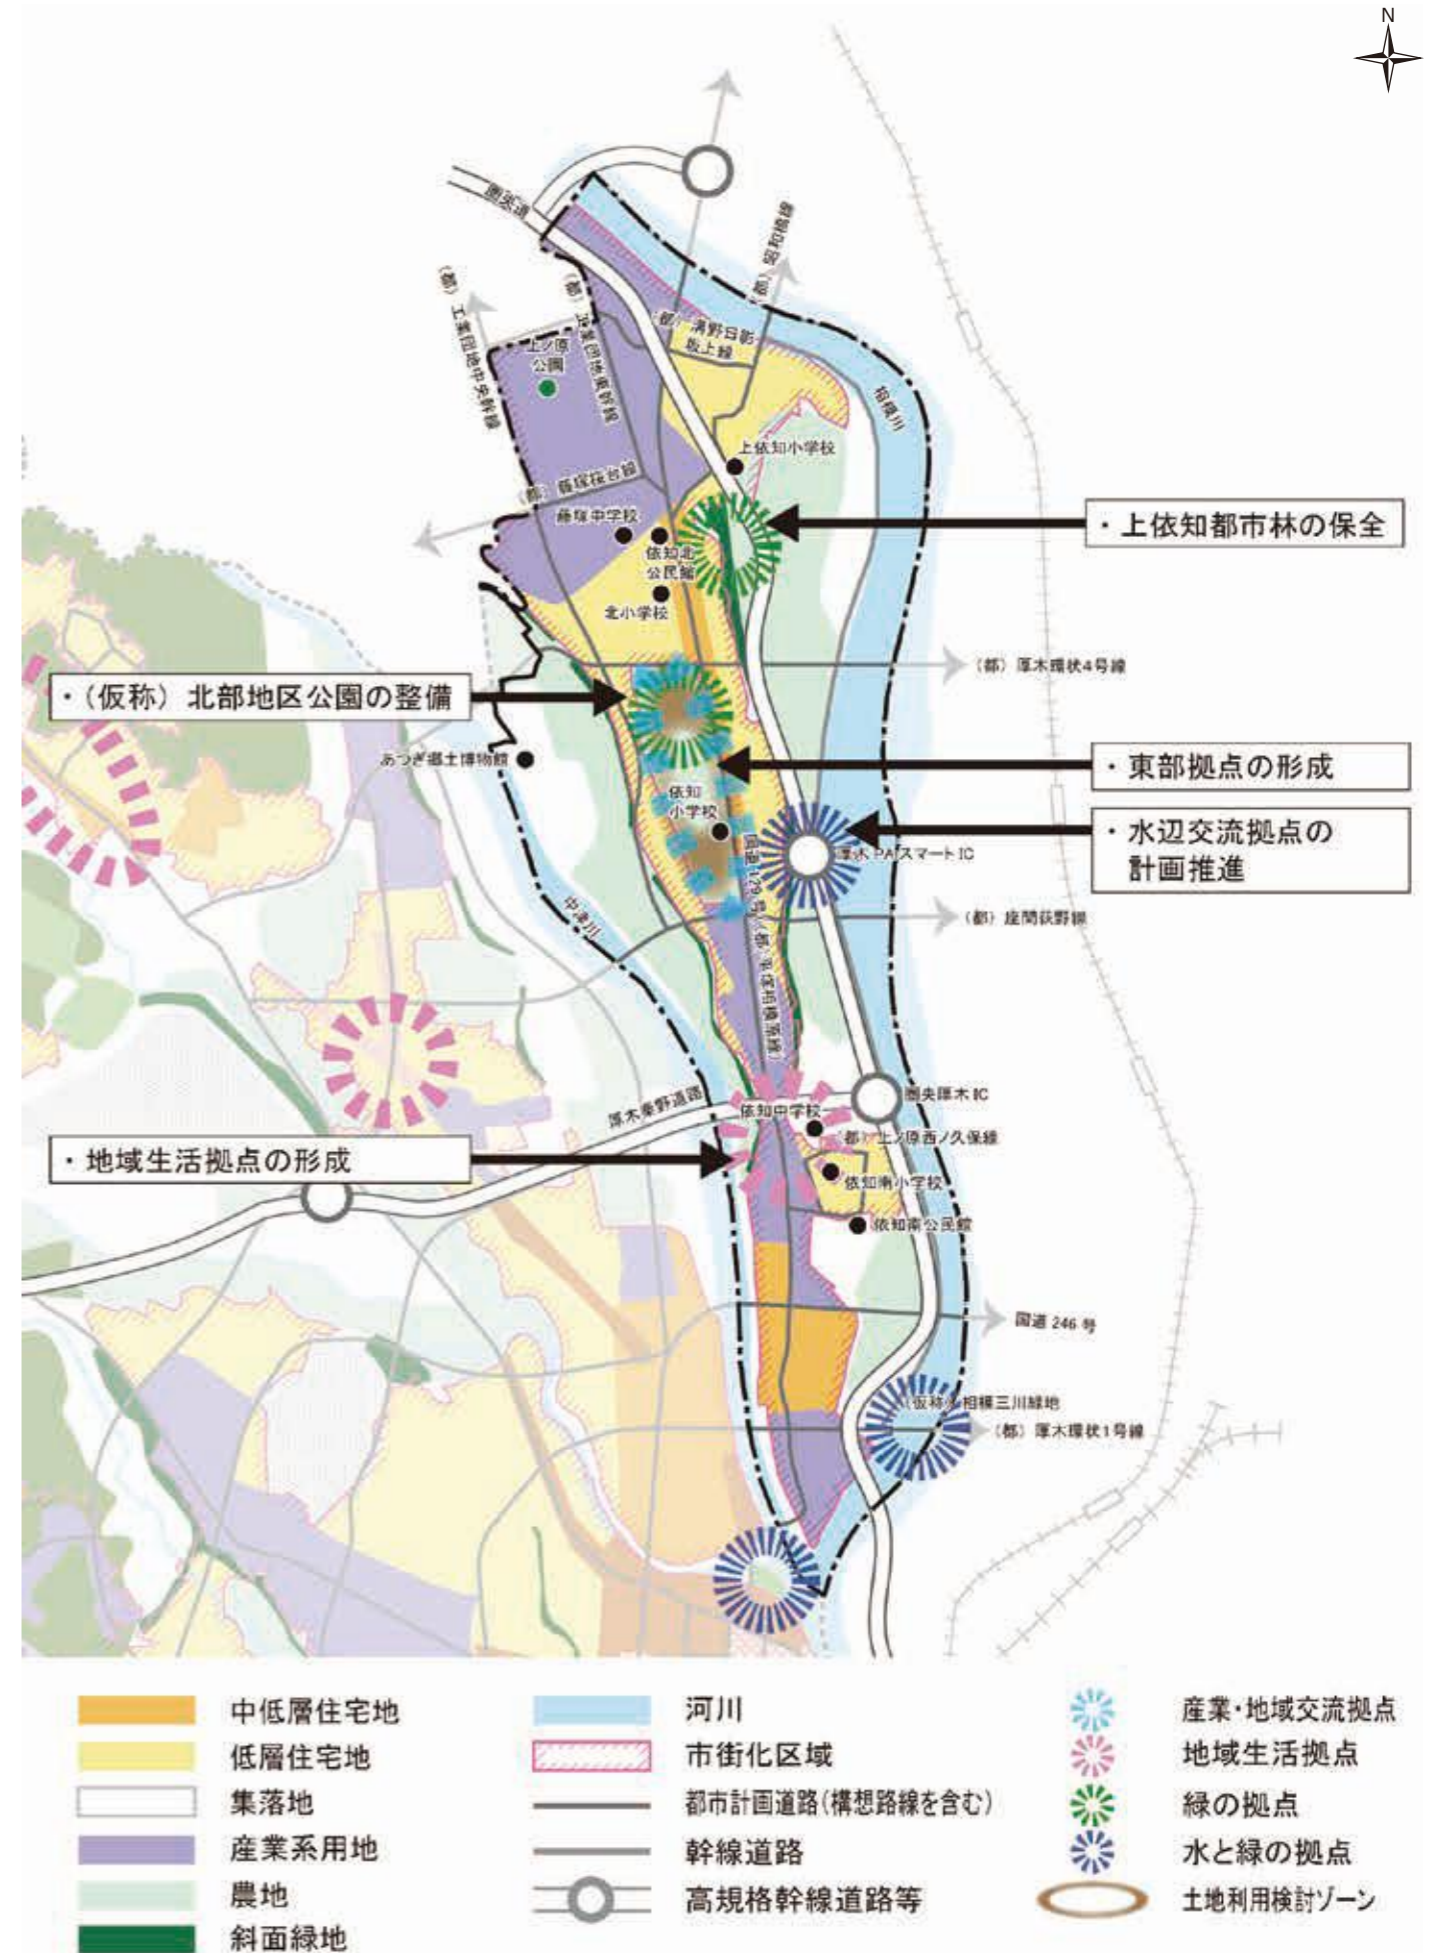 N
圏央道
(都) 昭和橋線
(都) 工業団地中央幹線
(都) 工業団地東幹線
(都) 溝野日影
坂上線
上ノ原
公園
相模川
上依知小学校
(都) 藤塚桜台線
藤塚中学校
・上依知都市林の保全
依知北
公民館
北小学校
(都) 厚木環状4号線
・(仮称) 北部地区公園の整備
あつぎ郷土博物館
・東部拠点の形成
依知
小学校
・水辺交流拠点の
計画推進
厚木PAスマートIC
国道129号 (都) 平塚相模原線)
中津川
(都) 座間荻野線
圏央厚木IC
厚木秦野道路
依知中学校
(都) 上ノ原西ノ久保線
・地域生活拠点の形成
依知南小学校
依知南公民館
国道246号
(仮称) 相模三川緑地
(都) 厚木環状1号線
中低層住宅地
低層住宅地
集落地
産業系用地
農地
斜面緑地
河川
市街化区域
都市計画道路(構想路線を含む)
幹線道路
高規格幹線道路等
産業・地域交流拠点
地域生活拠点
緑の拠点
水と緑の拠点
土地利用検討ゾーン